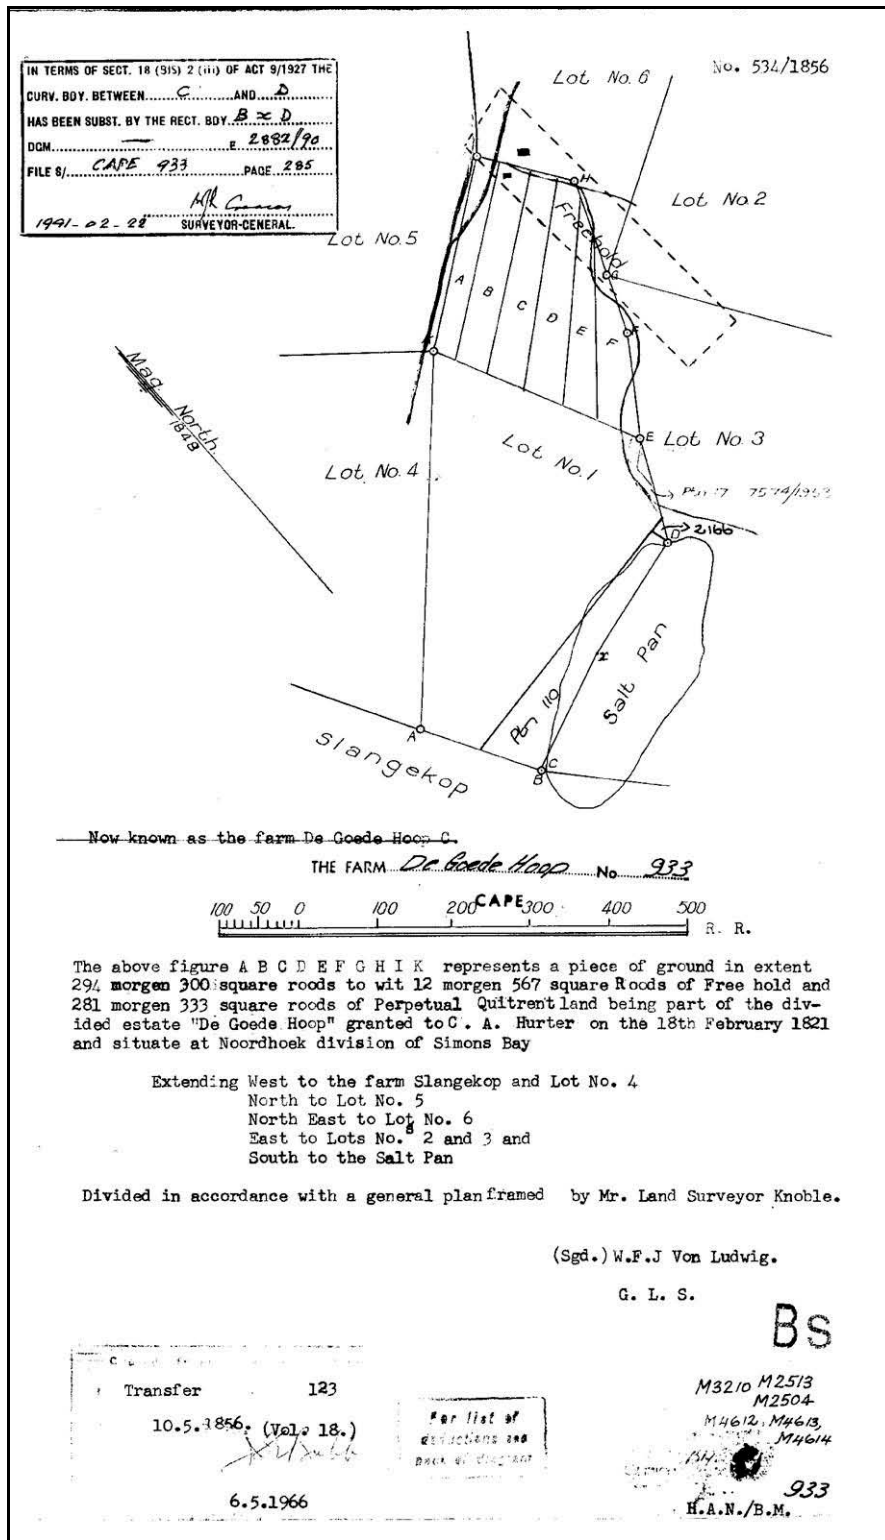 No. 534/1856
IN TERMS OF SECT. 18 (9IS) 2 (iii) OF ACT 9/1927 THE
CURV. BDY. BETWEEN C AND D
HAS BEEN SUBST. BY THE RECT. BDY. B x D
DGM. — E 2882/90
FILE S/ CAPE 933 PAGE 285
1991-02-22 SURVEYOR-GENERAL.
Lot No. 6
Lot No. 2
Lot No. 5
H
Freehold
G
A B C D E F
F
K
Mag. North.
1848
E
Lot No. 3
Lot No. 1
Lot No. 4
Ptn 17 7574/1963
2166
D
x
Salt Pan
Ptn 110
A
Slangekop
B
C
Now known as the farm De Goede Hoop C.
THE FARM De Goede Hoop No 933
CAPE
100 50 0 100 200 300 400 500
R. R.
The above figure A B C D E F G H I K represents a piece of ground in extent
294 morgen 300 square roods to wit 12 morgen 567 square Roods of Free hold and
281 morgen 333 square roods of Perpetual Quitrent land being part of the div-
ided estate "De Goede Hoop" granted to C. A. Hurter on the 18th February 1821
and situate at Noordhoek division of Simons Bay
Extending West to the farm Slangekop and Lot No. 4
North to Lot No. 5
North East to Lot No. 6
East to Lots No.s 2 and 3 and
South to the Salt Pan
Divided in accordance with a general plan framed by Mr. Land Surveyor Knoble.
(Sgd.) W.F.J Von Ludwig.
G. L. S.
Bs
Transfer 123
10.5.1856. (Vol. 18.)
6.5.1966
For list of
deductions see
back of diagram
M3210 M2513
M2504
M4612, M4613,
M4614
933
H.A.N./B.M.